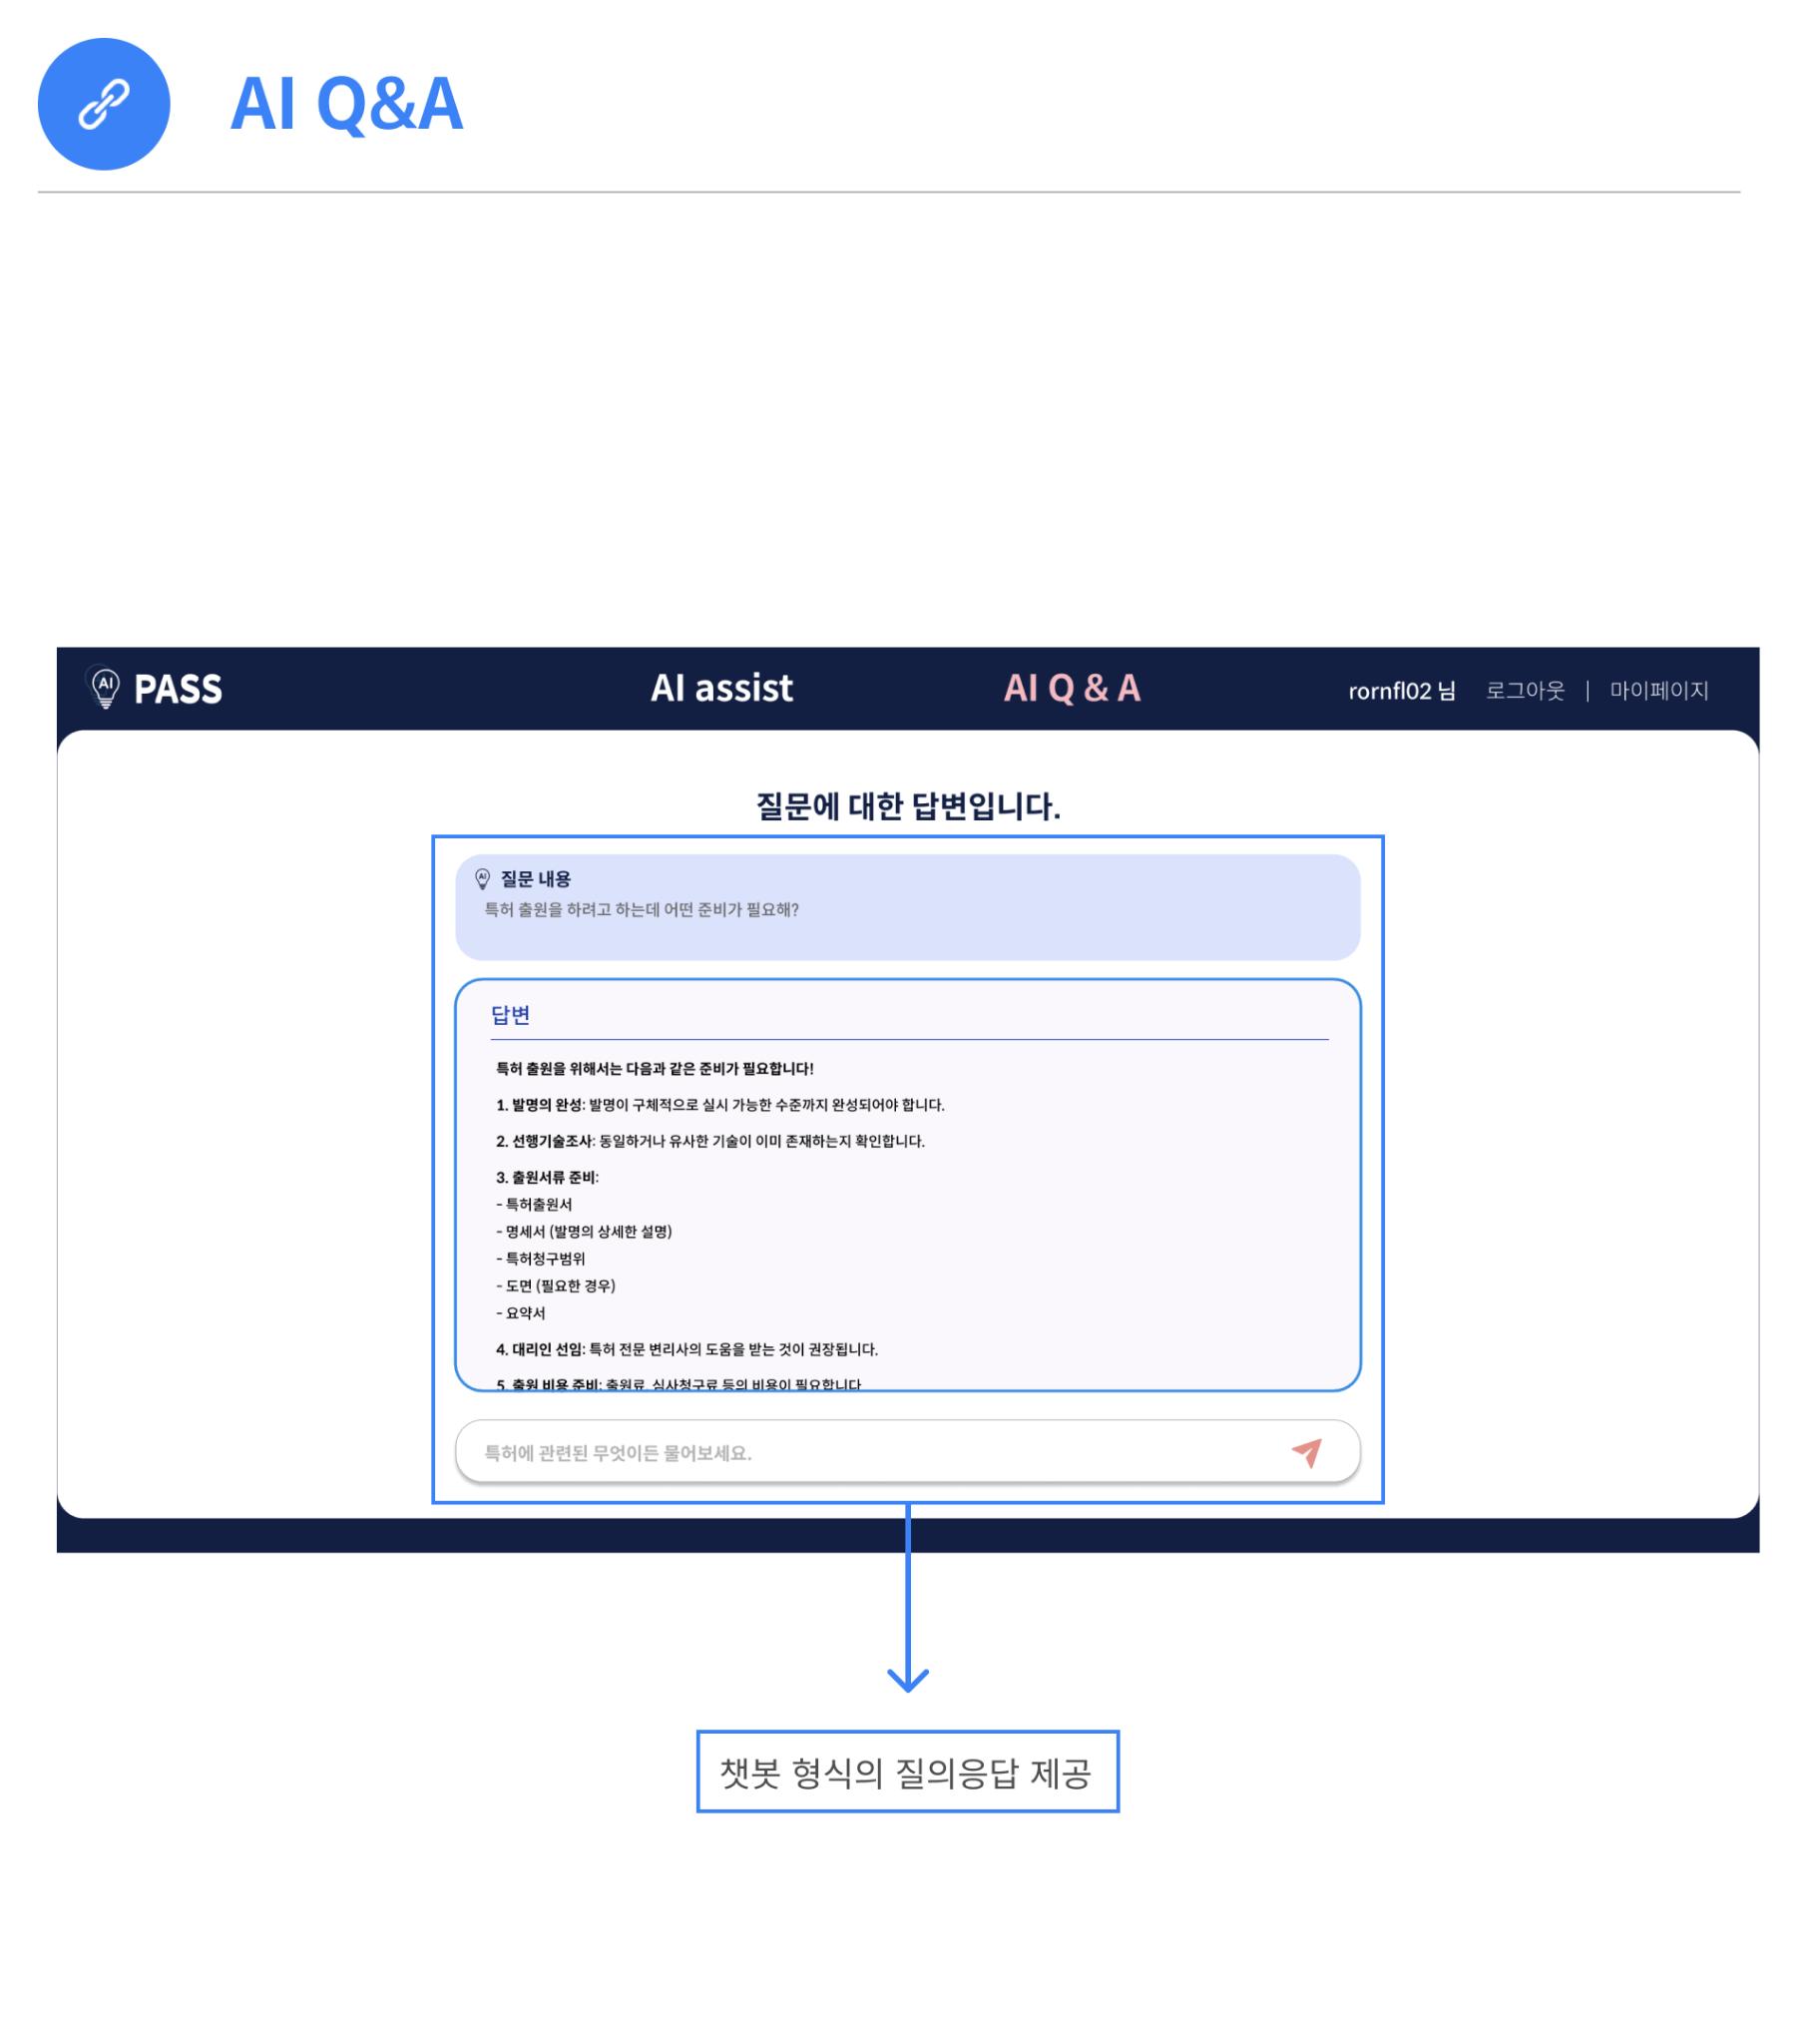 AI Q&A
AI PASS AI assist AI Q & A rornfl02 님 로그아웃 | 마이페이지
질문에 대한 답변입니다.
AI 질문 내용
특허 출원을 하려고 하는데 어떤 준비가 필요해?
답변
특허 출원을 위해서는 다음과 같은 준비가 필요합니다!
1. 발명의 완성: 발명이 구체적으로 실시 가능한 수준까지 완성되어야 합니다.
2. 선행기술조사: 동일하거나 유사한 기술이 이미 존재하는지 확인합니다.
3. 출원서류 준비:
- 특허출원서
- 명세서 (발명의 상세한 설명)
- 특허청구범위
- 도면 (필요한 경우)
- 요약서
4. 대리인 선임: 특허 전문 변리사의 도움을 받는 것이 권장됩니다.
5. 출원 비용 준비: 출원료, 심사청구료 등의 비용이 필요합니다
특허에 관련된 무엇이든 물어보세요.
챗봇 형식의 질의응답 제공